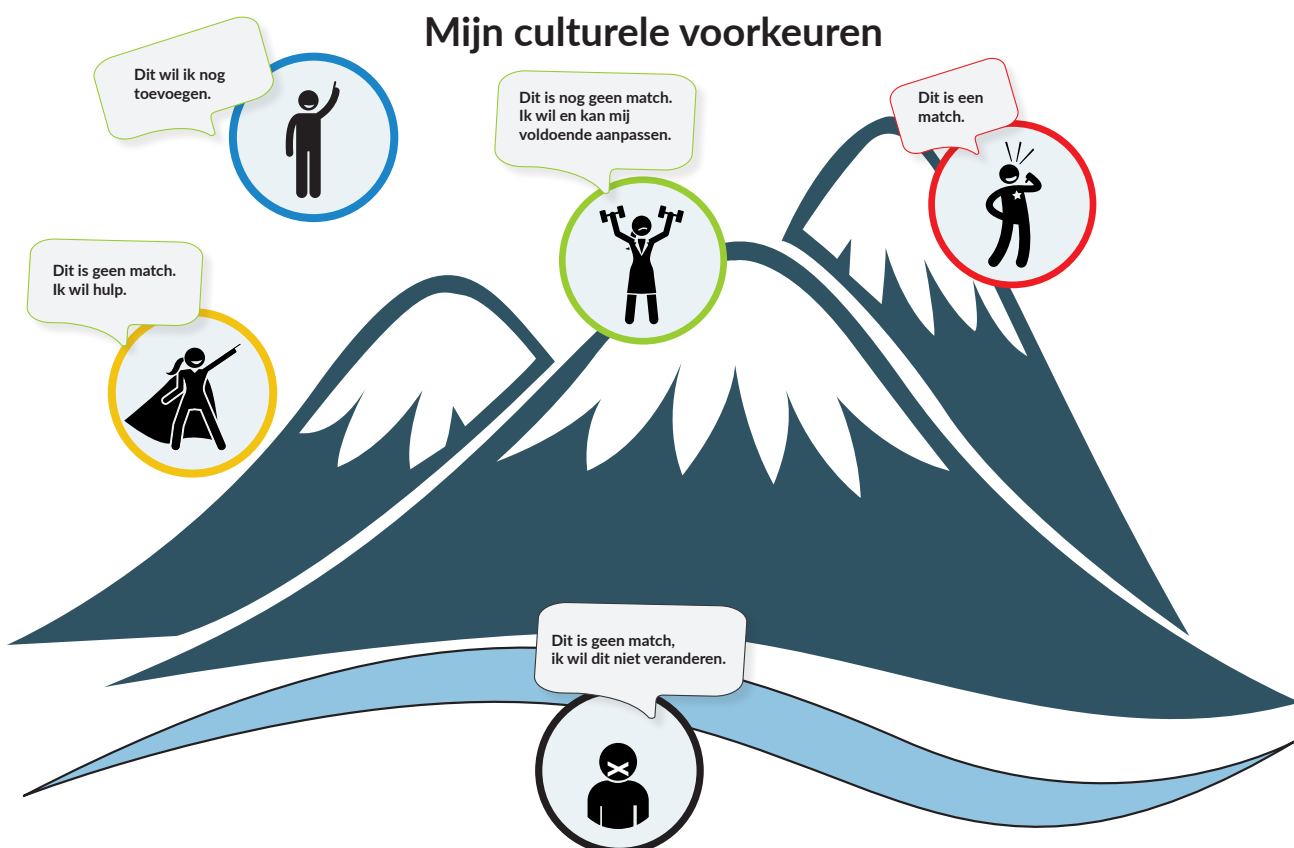 Mijn culturele voorkeuren
Dit wil ik nog
toevoegen.
Dit is nog geen match.
Ik wil en kan mij
voldoende aanpassen.
Dit is een
match.
Dit is geen match.
Ik wil hulp.
Dit is geen match,
ik wil dit niet veranderen.